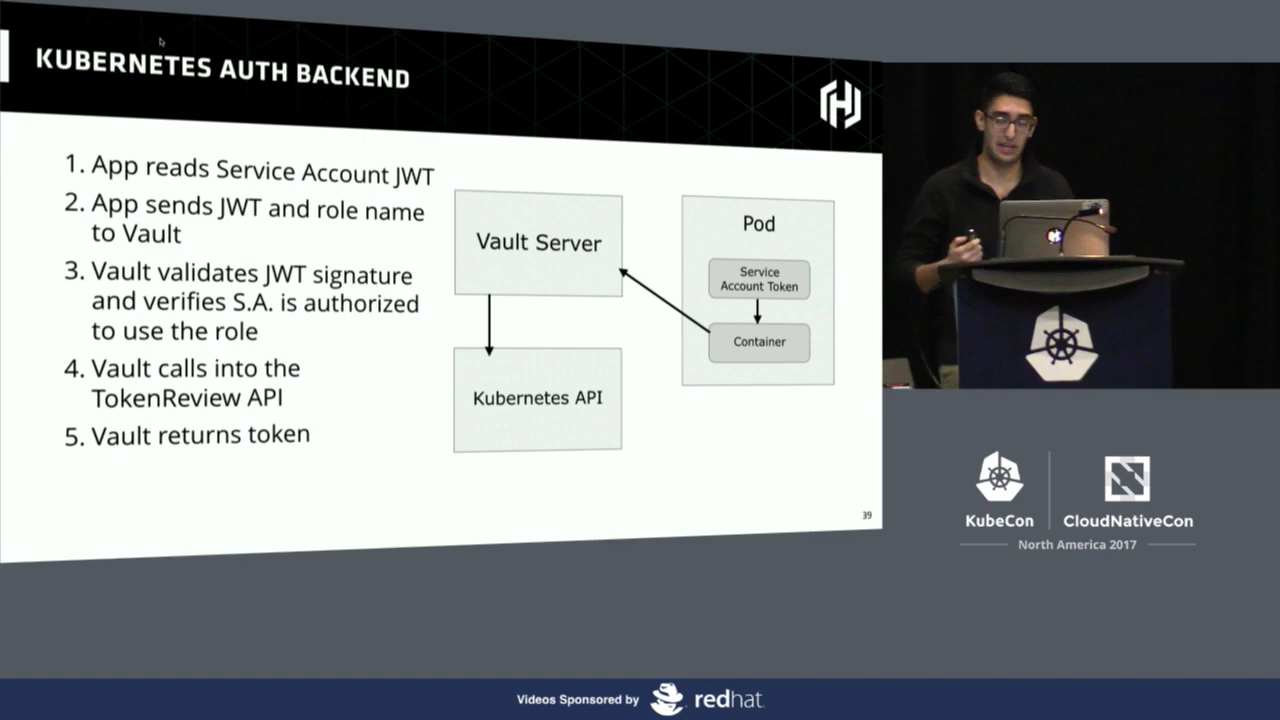 KUBERNETES AUTH BACKEND
1. App reads Service Account JWT
2. App sends JWT and role name
to Vault
3. Vault validates JWT signature
and verifies S.A. is authorized
to use the role
4. Vault calls into the
TokenReview API
5. Vault returns token
Vault Server
Kubernetes API
Pod
Service
Account Token
Container
39
KubeCon
CloudNativeCon
North America 2017
Videos Sponsored by
redhat